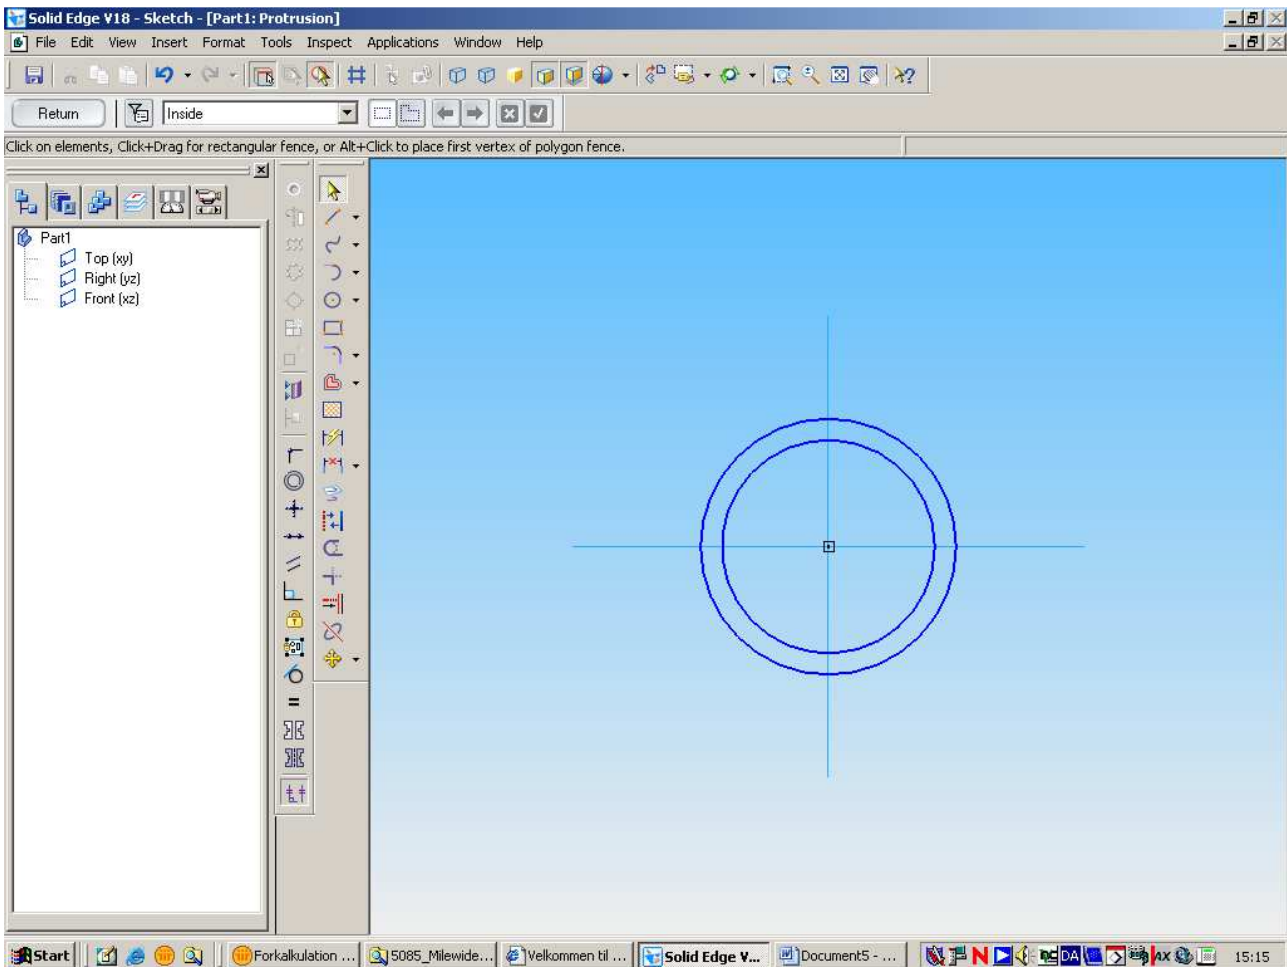 Solid Edge V18 - Sketch - [Part1: Protrusion]
File Edit View Insert Format Tools Inspect Applications Window Help
Return Inside
Click on elements, Click+Drag for rectangular fence, or Alt+Click to place first vertex of polygon fence.
Part1
Top (xy)
Right (yz)
Front (xz)
Start Forkalkulation ... 5085_Milewide... Velkommen til ... Solid Edge V... Document5 - ... DA 15:15